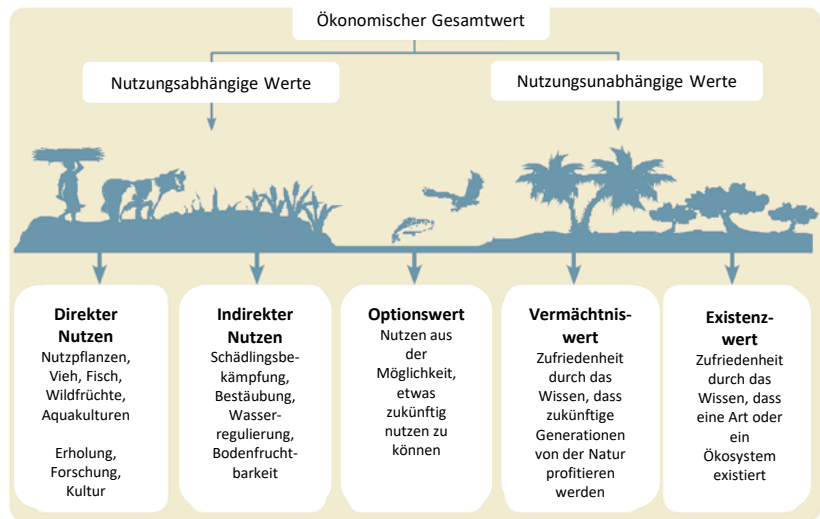 Ökonomischer Gesamtwert
Nutzungsabhängige Werte
Nutzungsunabhängige Werte
Direkter
Nutzen
Nutzpflanzen,
Vieh, Fisch,
Wildfrüchte,
Aquakulturen
Erholung,
Forschung,
Kultur
Indirekter
Nutzen
Schädlingsbe-
kämpfung,
Bestäubung,
Wasser-
regulierung,
Bodenfrucht-
barkeit
Optionswert
Nutzen aus
der
Möglichkeit,
etwas
zukünftig
nutzen zu
können
Vermächtnis-
wert
Zufriedenheit
durch das
Wissen, dass
zukünftige
Generationen
von der Natur
profitieren
werden
Existenz-
wert
Zufriedenheit
durch das
Wissen, dass
eine Art oder
ein
Ökosystem
existiert